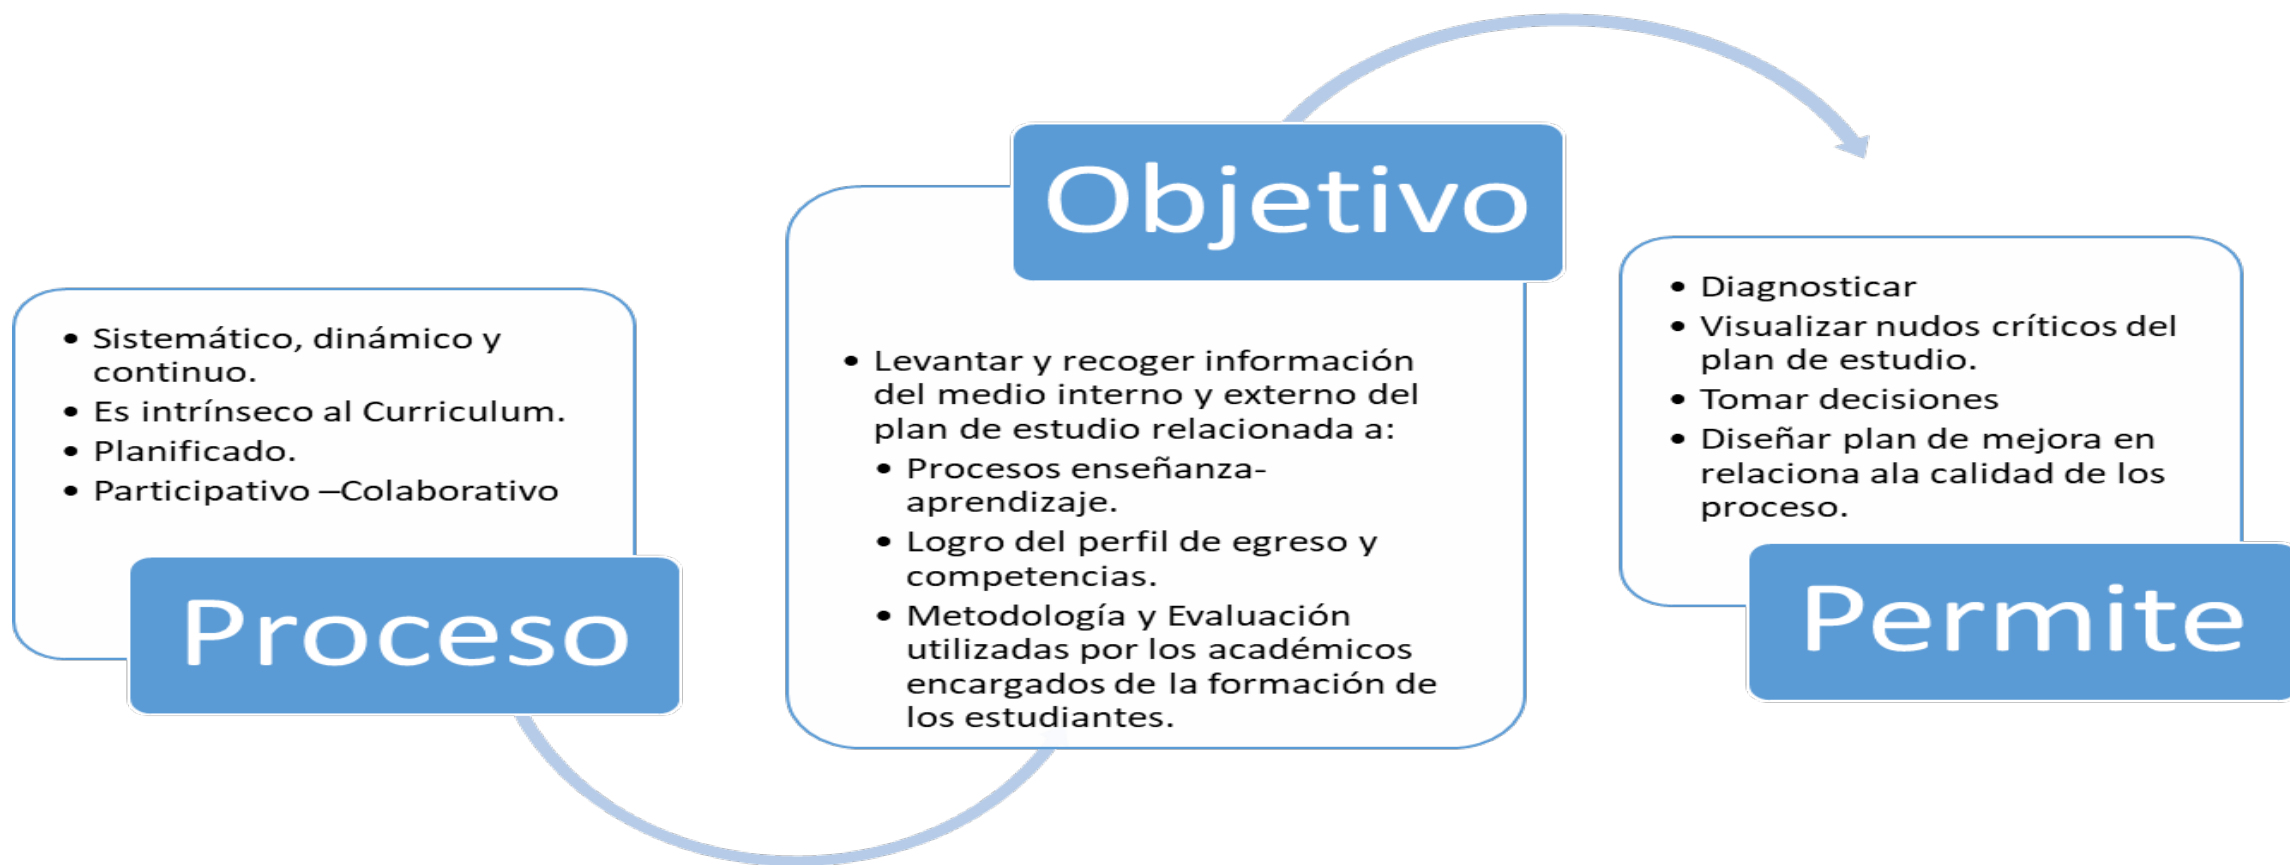 • Sistemático, dinámico y
continuo.
• Es intrínseco al Curriculum.
• Planificado.
• Participativo –Colaborativo
Proceso
Objetivo
• Levantar y recoger información
del medio interno y externo del
plan de estudio relacionada a:
• Procesos enseñanza-
aprendizaje.
• Logro del perfil de egreso y
competencias.
• Metodología y Evaluación
utilizadas por los académicos
encargados de la formación de
los estudiantes.
• Diagnosticar
• Visualizar nudos críticos del
plan de estudio.
• Tomar decisiones
• Diseñar plan de mejora en
relaciona ala calidad de los
proceso.
Permite